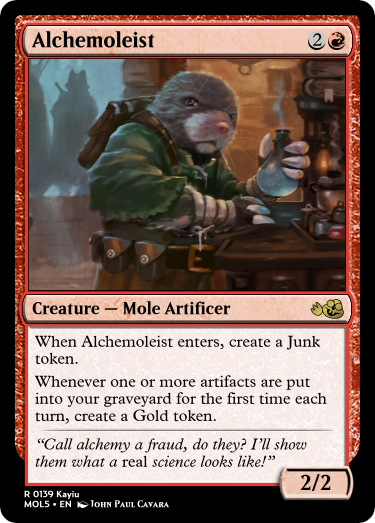 Alchemoleist 2
Creature — Mole Artificer
When Alchemoleist enters, create a Junk
token.
Whenever one or more artifacts are put
into your graveyard for the first time each
turn, create a Gold token.
“Call alchemy a fraud, do they? I’ll show
them what a real science looks like!”
2/2
R 0139 Kayiu
MOL5 • EN John Paul Cavara